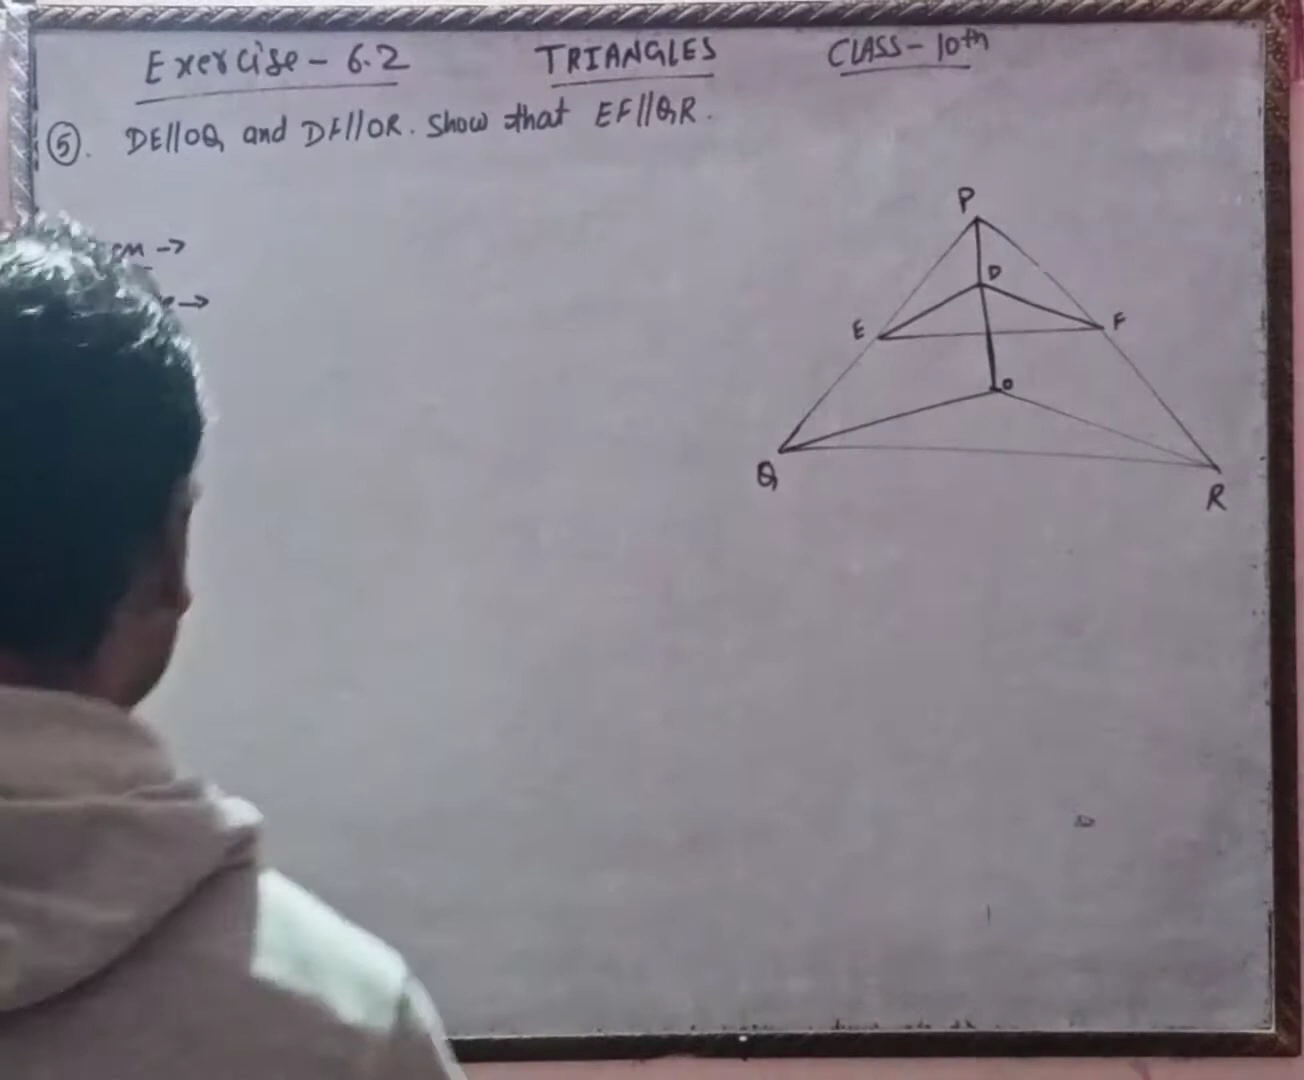 Exercise - 6.2 TRIANGLES CLASS - 10th
5. DE||OQ and DF||OR. Show that EF||QR.
P
D
E F
O
Q
R